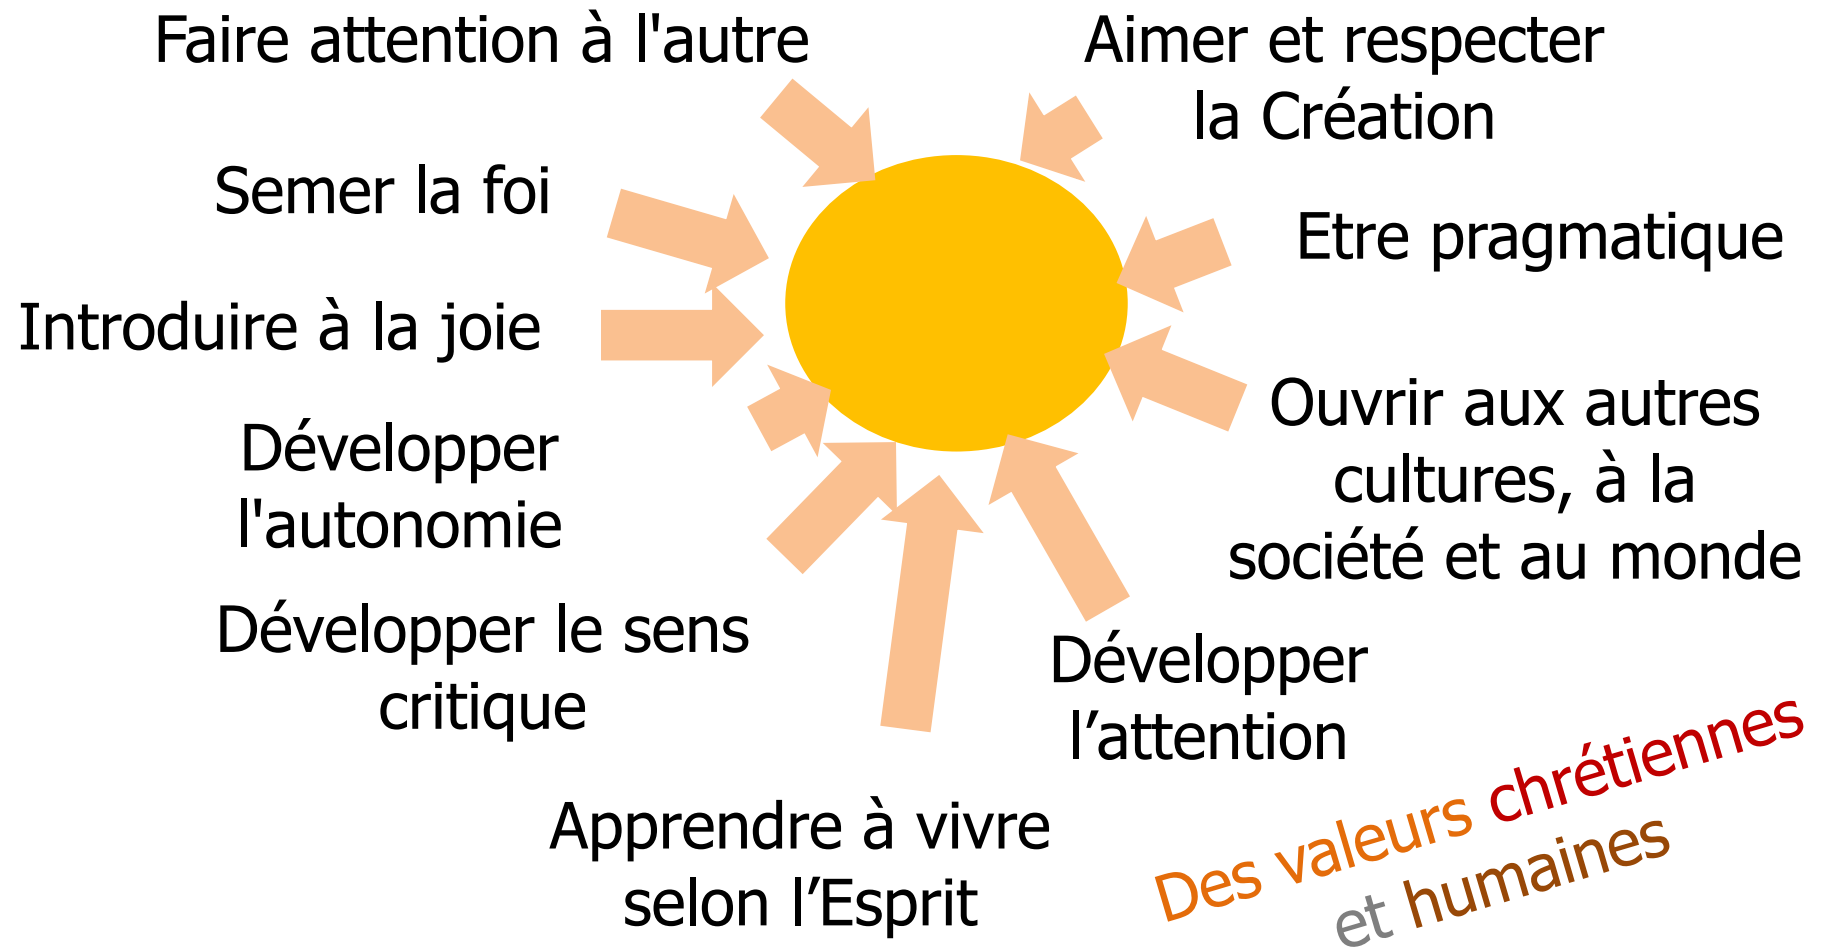 Faire attention à l'autre
Aimer et respecter
la Création
Semer la foi
Etre pragmatique
Introduire à la joie
Ouvrir aux autres
cultures, à la
société et au monde
Développer
l'autonomie
Développer le sens
critique
Développer
l’attention
Apprendre à vivre
selon l’Esprit
Des valeurs chrétiennes
et humaines